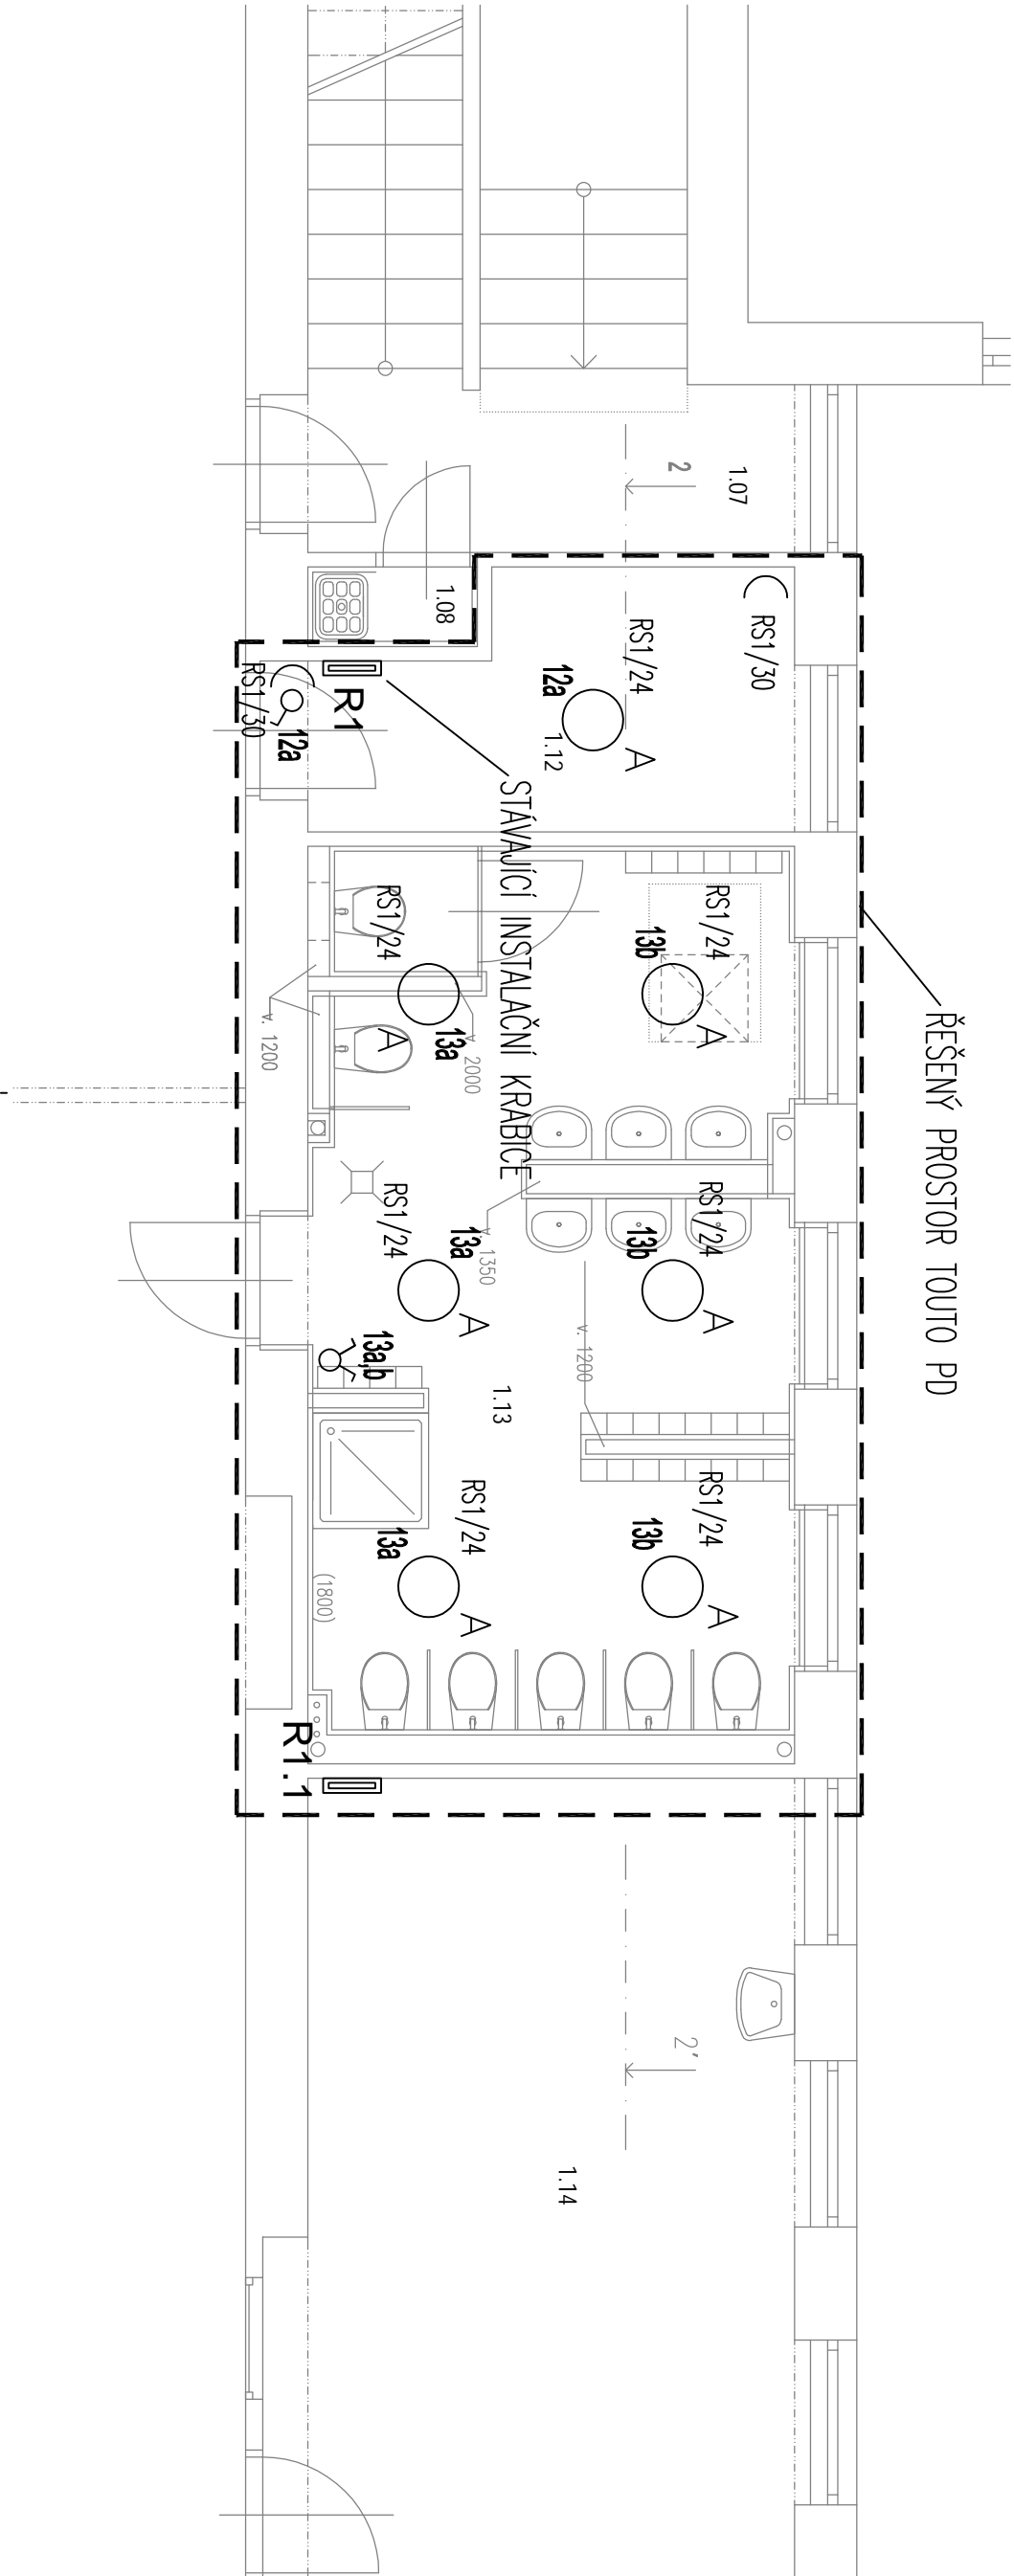 ŘEŠENÝ PROSTOR TOUTO PD
1.07
2
RS1/30
RS1/24
12a
A
1.12
1.08
R1
RS1/30
12a
STÁVAJÍCÍ INSTALAČNÍ KRABICE
RS1/24
13b
A
RS1/24
13a
A
v. 2000
v. 1200
RS1/24
13b
A
RS1/24
13a
A
v. 1350
v. 1200
13a,b
1.13
RS1/24
13b
A
RS1/24
13a
A
(1800)
R1.1
2'
1.14